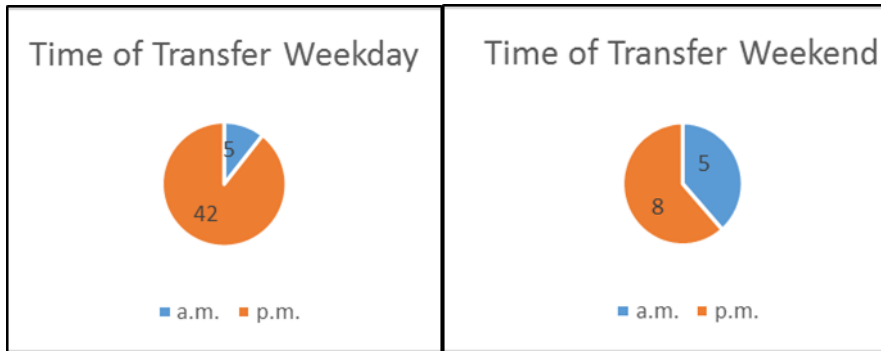 Time of Transfer Weekday
5
42
a.m. p.m.
Time of Transfer Weekend
5
8
a.m. p.m.